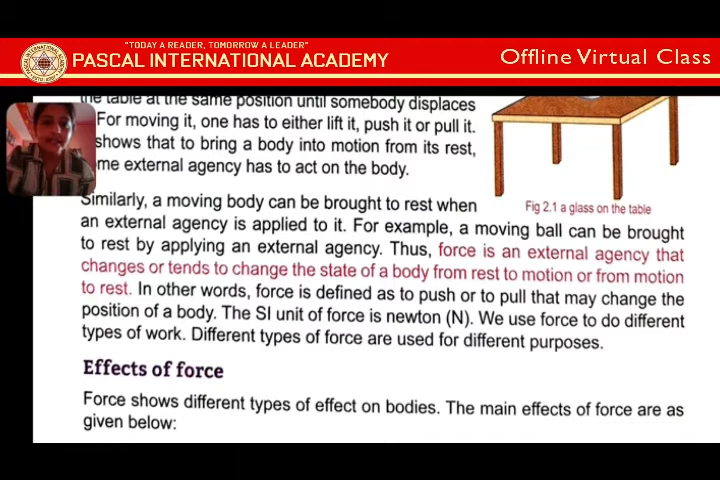 "TODAY A READER, TOMORROW A LEADER"
PASCAL INTERNATIONAL ACADEMY
Offline Virtual Class
the table at the same position until somebody displaces
For moving it, one has to either lift it, push it or pull it.
shows that to bring a body into motion from its rest,
me external agency has to act on the body.
Fig 2.1 a glass on the table
Similarly, a moving body can be brought to rest when
an external agency is applied to it. For example, a moving ball can be brought
to rest by applying an external agency. Thus, force is an external agency that
changes or tends to change the state of a body from rest to motion or from motion
to rest. In other words, force is defined as to push or to pull that may change the
position of a body. The SI unit of force is newton (N). We use force to do different
types of work. Different types of force are used for different purposes.
Effects of force
Force shows different types of effect on bodies. The main effects of force are as
given below: